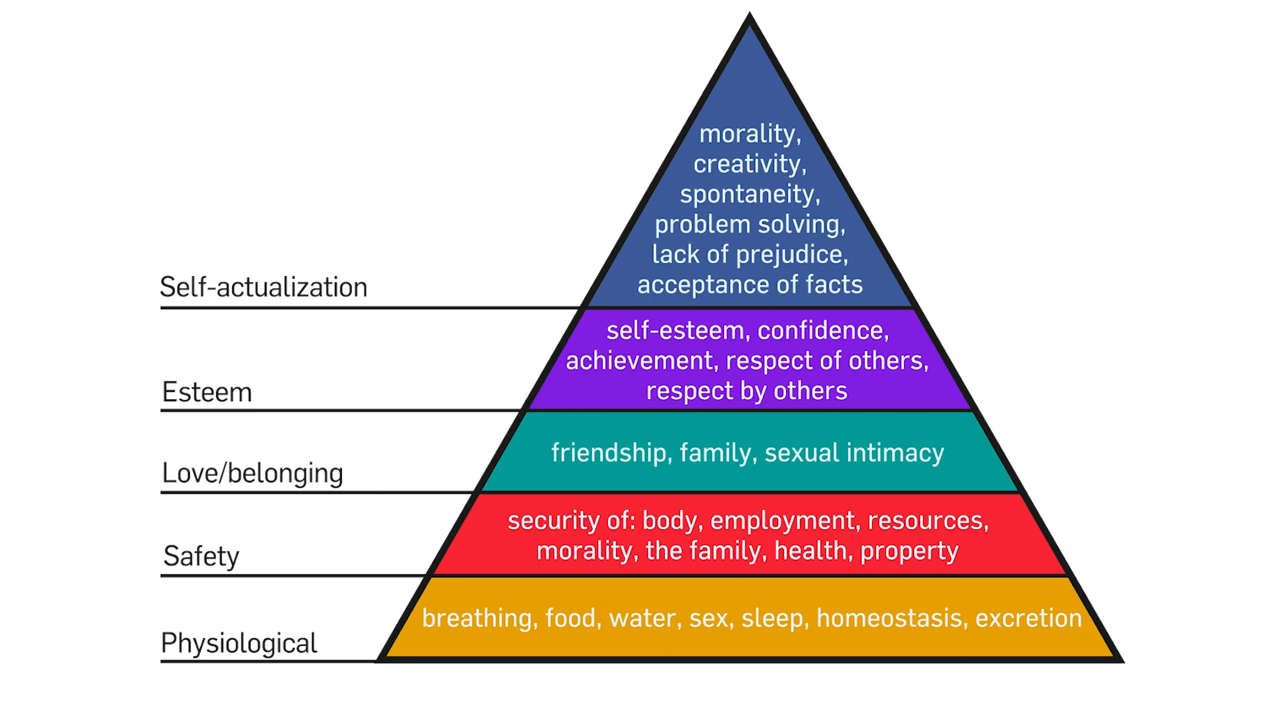 morality,
creativity,
spontaneity,
problem solving,
lack of prejudice,
acceptance of facts
Self-actualization
self-esteem, confidence,
achievement, respect of others,
respect by others
Esteem
friendship, family, sexual intimacy
Love/belonging
security of: body, employment, resources,
morality, the family, health, property
Safety
breathing, food, water, sex, sleep, homeostasis, excretion
Physiological